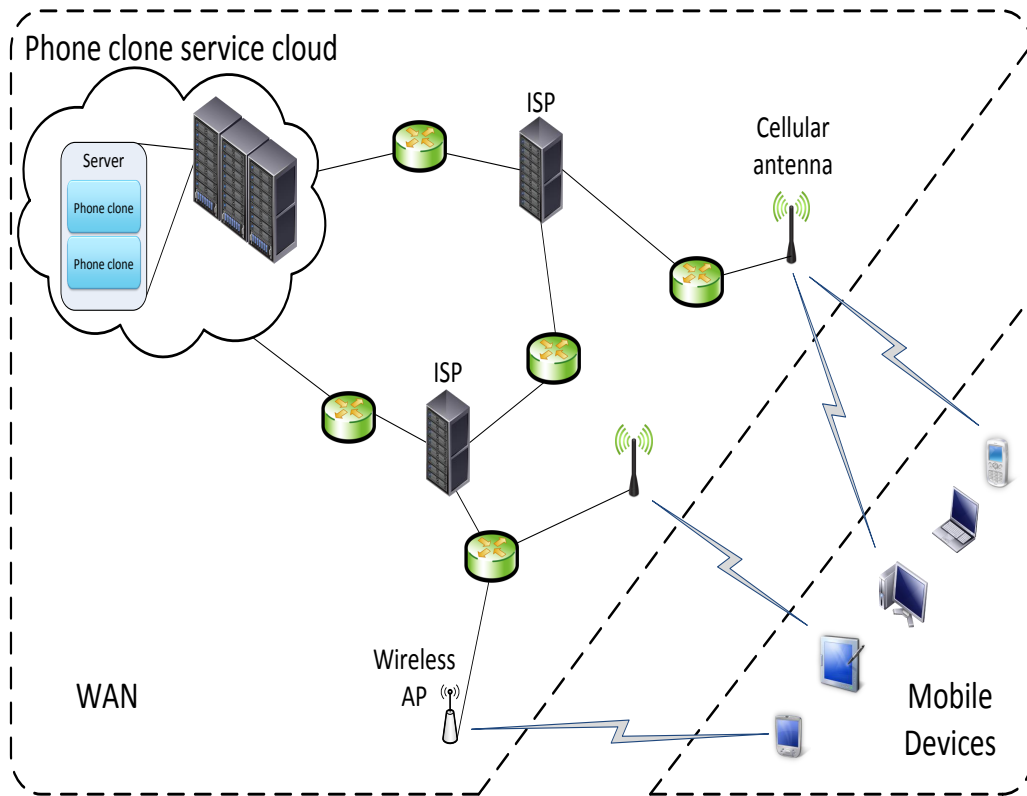 Phone clone service cloud
ISP
Cellular
antenna
Server
Phone clone
Phone clone
ISP
Wireless
AP
WAN
Mobile
Devices